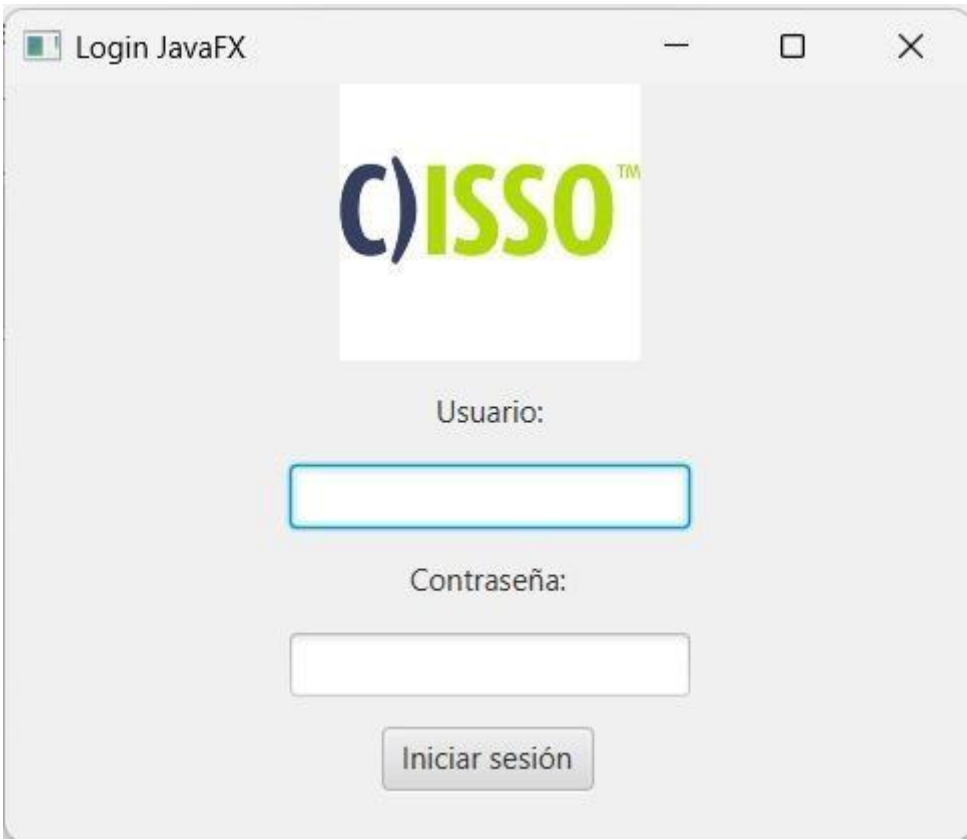 Login JavaFX
C)ISSO™
Usuario:
Contraseña:
Iniciar sesión